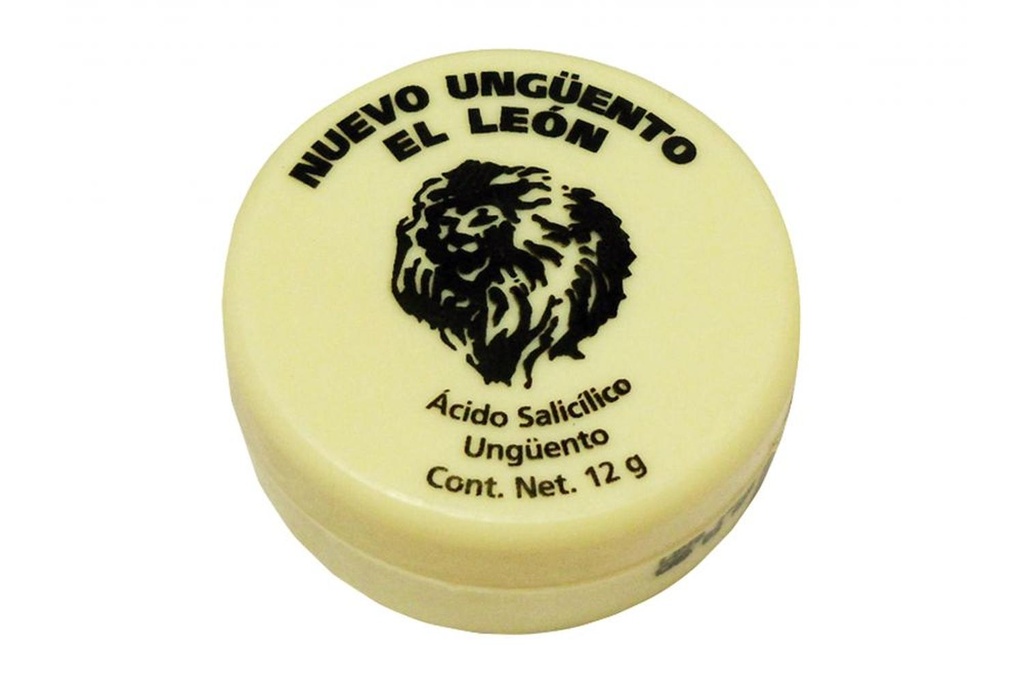 NUEVO UNGÜENTO
EL LEÓN
Ácido Salicílico
Ungüento
Cont. Net. 12 g